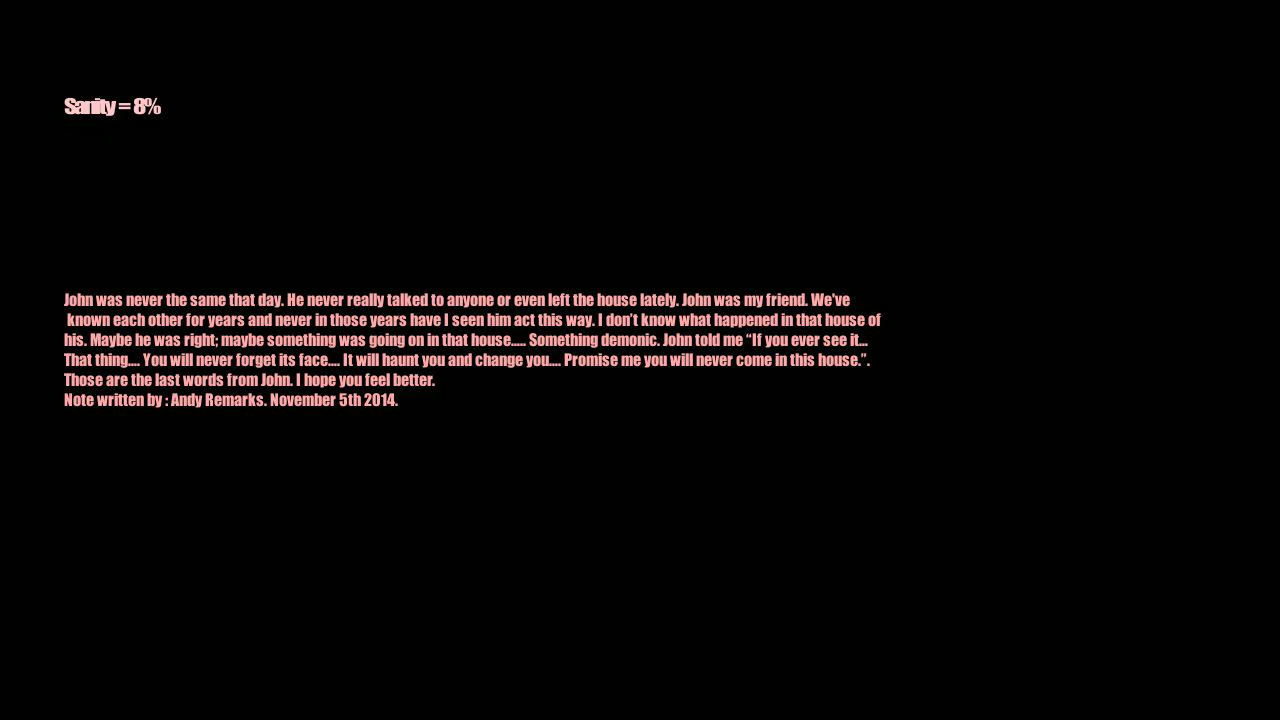 Sanity = 8%
John was never the same that day. He never really talked to anyone or even left the house lately. John was my friend. We've
known each other for years and never in those years have I seen him act this way. I don’t know what happened in that house of
his. Maybe he was right; maybe something was going on in that house..... Something demonic. John told me “If you ever see it...
That thing.... You will never forget its face.... It will haunt you and change you.... Promise me you will never come in this house.”.
Those are the last words from John. I hope you feel better.
Note written by : Andy Remarks. November 5th 2014.